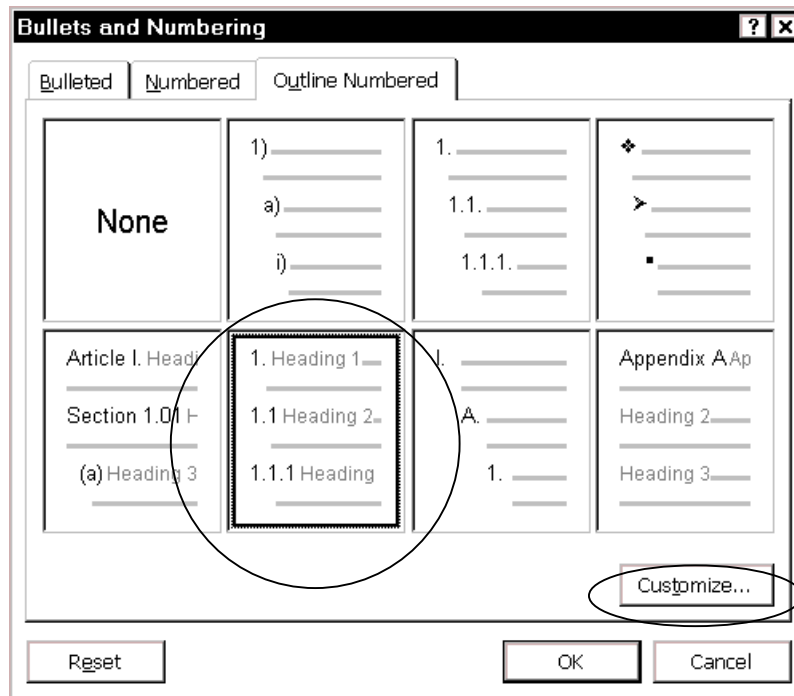 Bullets and Numbering
Bulleted
Numbered
Outline Numbered
None
1)
a)
i)
1.
1.1.
1.1.1.
Article I. Headi
Section 1.01 H
(a) Heading 3
1. Heading 1
1.1 Heading 2
1.1.1 Heading
I.
A.
1.
Appendix A Ap
Heading 2
Heading 3
Customize...
Reset
OK
Cancel